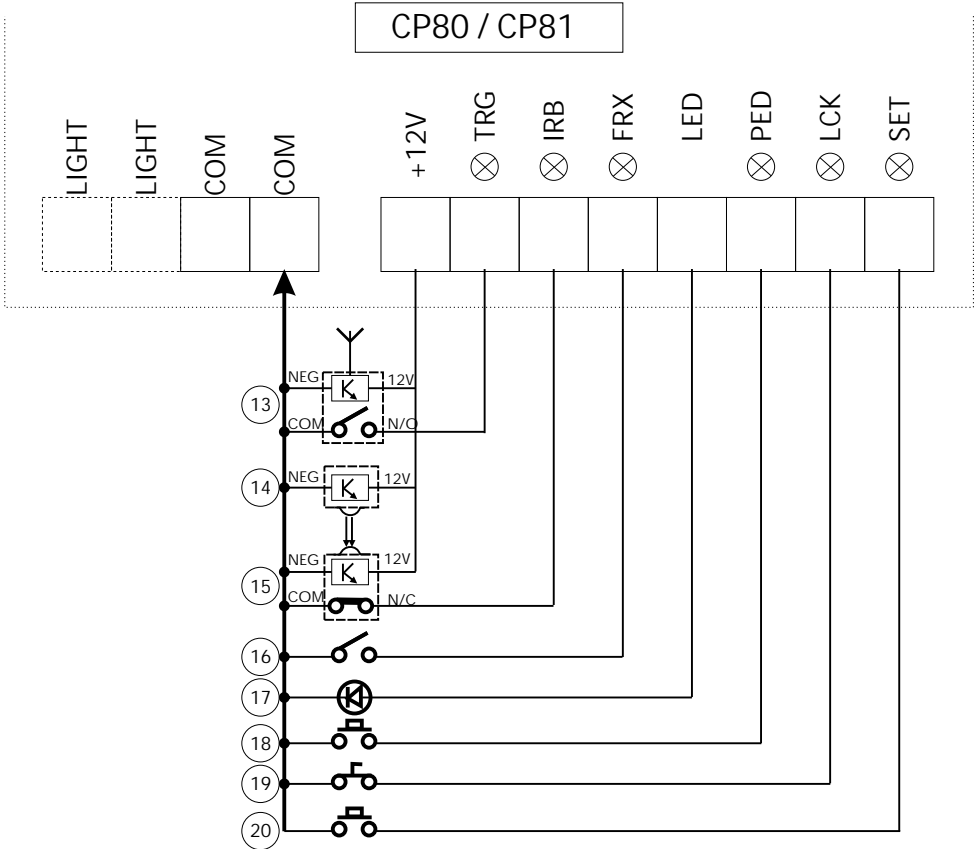 CP80 / CP81
LIGHT
LIGHT
COM
COM
+12V
TRG
IRB
FRX
LED
PED
LCK
SET
NEG
12V
13
COM
N/O
NEG
12V
14
NEG
12V
15
COM
N/C
16
17
18
19
20